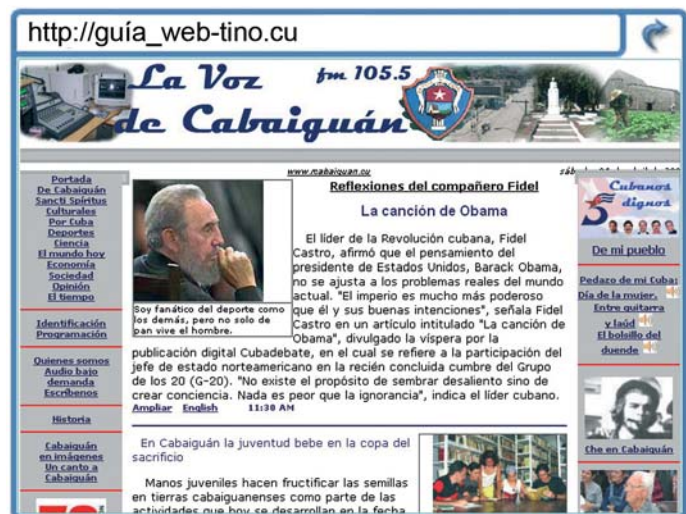 http://guía_web-tino.cu
La Voz
fm 105.5
de Cabaiguán
www.rcabaiguan.cu
Portada
De Cabaiguán
Sancti Spíritus
Culturales
Por Cuba
Deportes
Ciencia
El mundo hoy
Economía
Sociedad
Opinión
El tiempo
Identificación
Programación
Quienes somos
Audio bajo
demanda
Escríbenos
Historia
Cabaiguán
en imágenes
Un canto a
Cabaiguán
Soy fanático del deporte como
los demás, pero no solo de
pan vive el hombre.
Reflexiones del compañero Fidel
La canción de Obama
El líder de la Revolución cubana, Fidel
Castro, afirmó que el pensamiento del
presidente de Estados Unidos, Barack Obama,
no se ajusta a los problemas reales del mundo
actual. "El imperio es mucho más poderoso
que él y sus buenas intenciones", señala Fidel
Castro en un artículo intitulado "La canción de
Obama", divulgado la víspera por la
publicación digital Cubadebate, en el cual se refiere a la participación del
jefe de estado norteamericano en la recién concluida cumbre del Grupo
de los 20 (G-20). "No existe el propósito de sembrar desaliento sino de
crear conciencia. Nada es peor que la ignorancia", indica el líder cubano.
Ampliar English 11:30 AM
En Cabaiguán la juventud bebe en la copa del
sacrificio
Manos juveniles hacen fructificar las semillas
en tierras cabaiguanenses como parte de las
actividades que hoy se desarrollan en la fecha
Cubanos
5 dignos
De mi pueblo
Pedazo de mi Cuba:
Día de la mujer.
Entre guitarra
y laúd
El bolsillo del
duende
Che en Cabaiguán